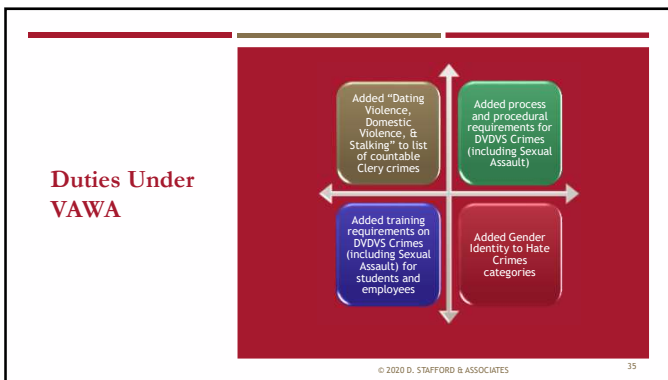 Duties Under
VAWA
Added “Dating
Violence,
Domestic
Violence, &
Stalking” to list
of countable
Clery crimes
Added process
and procedural
requirements for
DVDVS Crimes
(including Sexual
Assault)
Added training
requirements on
DVDVS Crimes
(including Sexual
Assault) for
students and
employees
Added Gender
Identity to Hate
Crimes
categories
© 2020 D. STAFFORD & ASSOCIATES
35